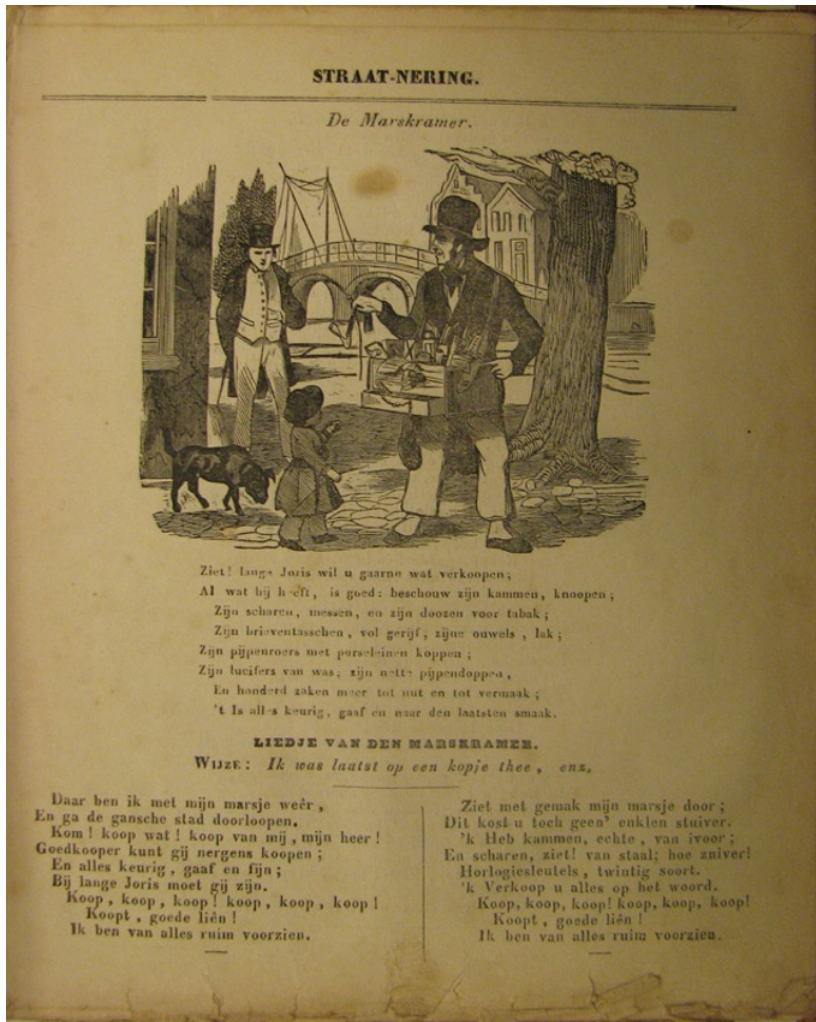 STRAAT-NERING.
De Marskramer.
Ziet! lange Joris wil u gaarne wat verkoopen;
Al wat hij heeft, is goed: beschouw zijn kammen, knoopen;
Zijn scharen, messen, en zijn doozen voor tabak;
Zijn brieventasschen, vol gerijf; zijne ouwels, lak;
Zijn pijpenroers met porseleinen koppen;
Zijn lucifers van was; zijn nette pijpendoppen,
En honderd zaken meer tot nut en tot vermaak;
't Is alles keurig, gaaf en naar den laatsten smaak.
LIEDJE VAN DEN MARSKRAMER.
WIJZE: Ik was laatst op een kopje thee, enz.
Daar ben ik met mijn marsje weêr,
En ga de gansche stad doorloopen.
Kom! koop wat! koop van mij, mijn heer!
Goedkooper kunt gij nergens koopen;
En alles keurig, gaaf en fijn;
Bij lange Joris moet gij zijn.
Koop, koop, koop! koop, koop, koop!
Koopt, goede liên!
Ik ben van alles ruim voorzien.
Ziet met gemak mijn marsje door;
Dit kost u toch geen' enklen stuiver.
'k Heb kammen, echte, van ivoor;
En scharen, ziet! van staal; hoe zuiver!
Horlogiesleutels, twintig soort.
'k Verkoop u alles op het woord.
Koop, koop, koop! koop, koop, koop!
Koopt, goede liên!
Ik ben van alles ruim voorzien.